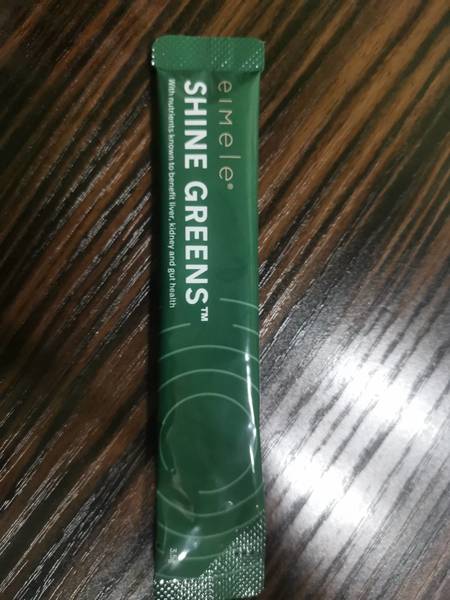 eimele®
SHINE GREENS™
With nutrients known to benefit liver, kidney and gut health